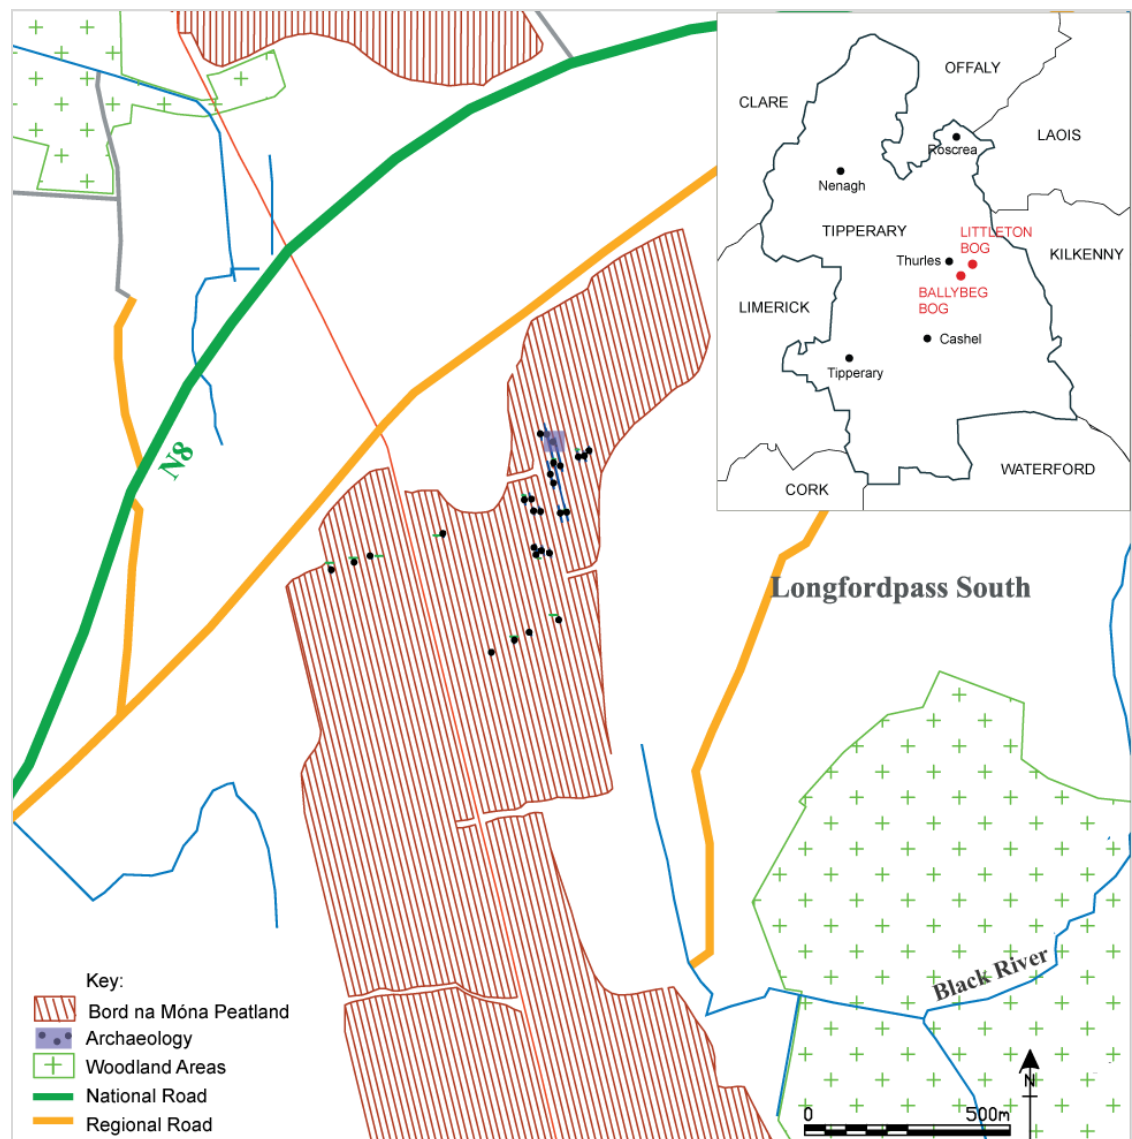 OFFALY
CLARE
LAOIS
Roscrea
Nenagh
TIPPERARY
LITTLETON
BOG
KILKENNY
Thurles
BALLYBEG
BOG
LIMERICK
Cashel
Tipperary
WATERFORD
CORK
N8
Longfordpass South
Black River
Key:
Bord na Móna Peatland
Archaeology
Woodland Areas
National Road
Regional Road
N
0 500m